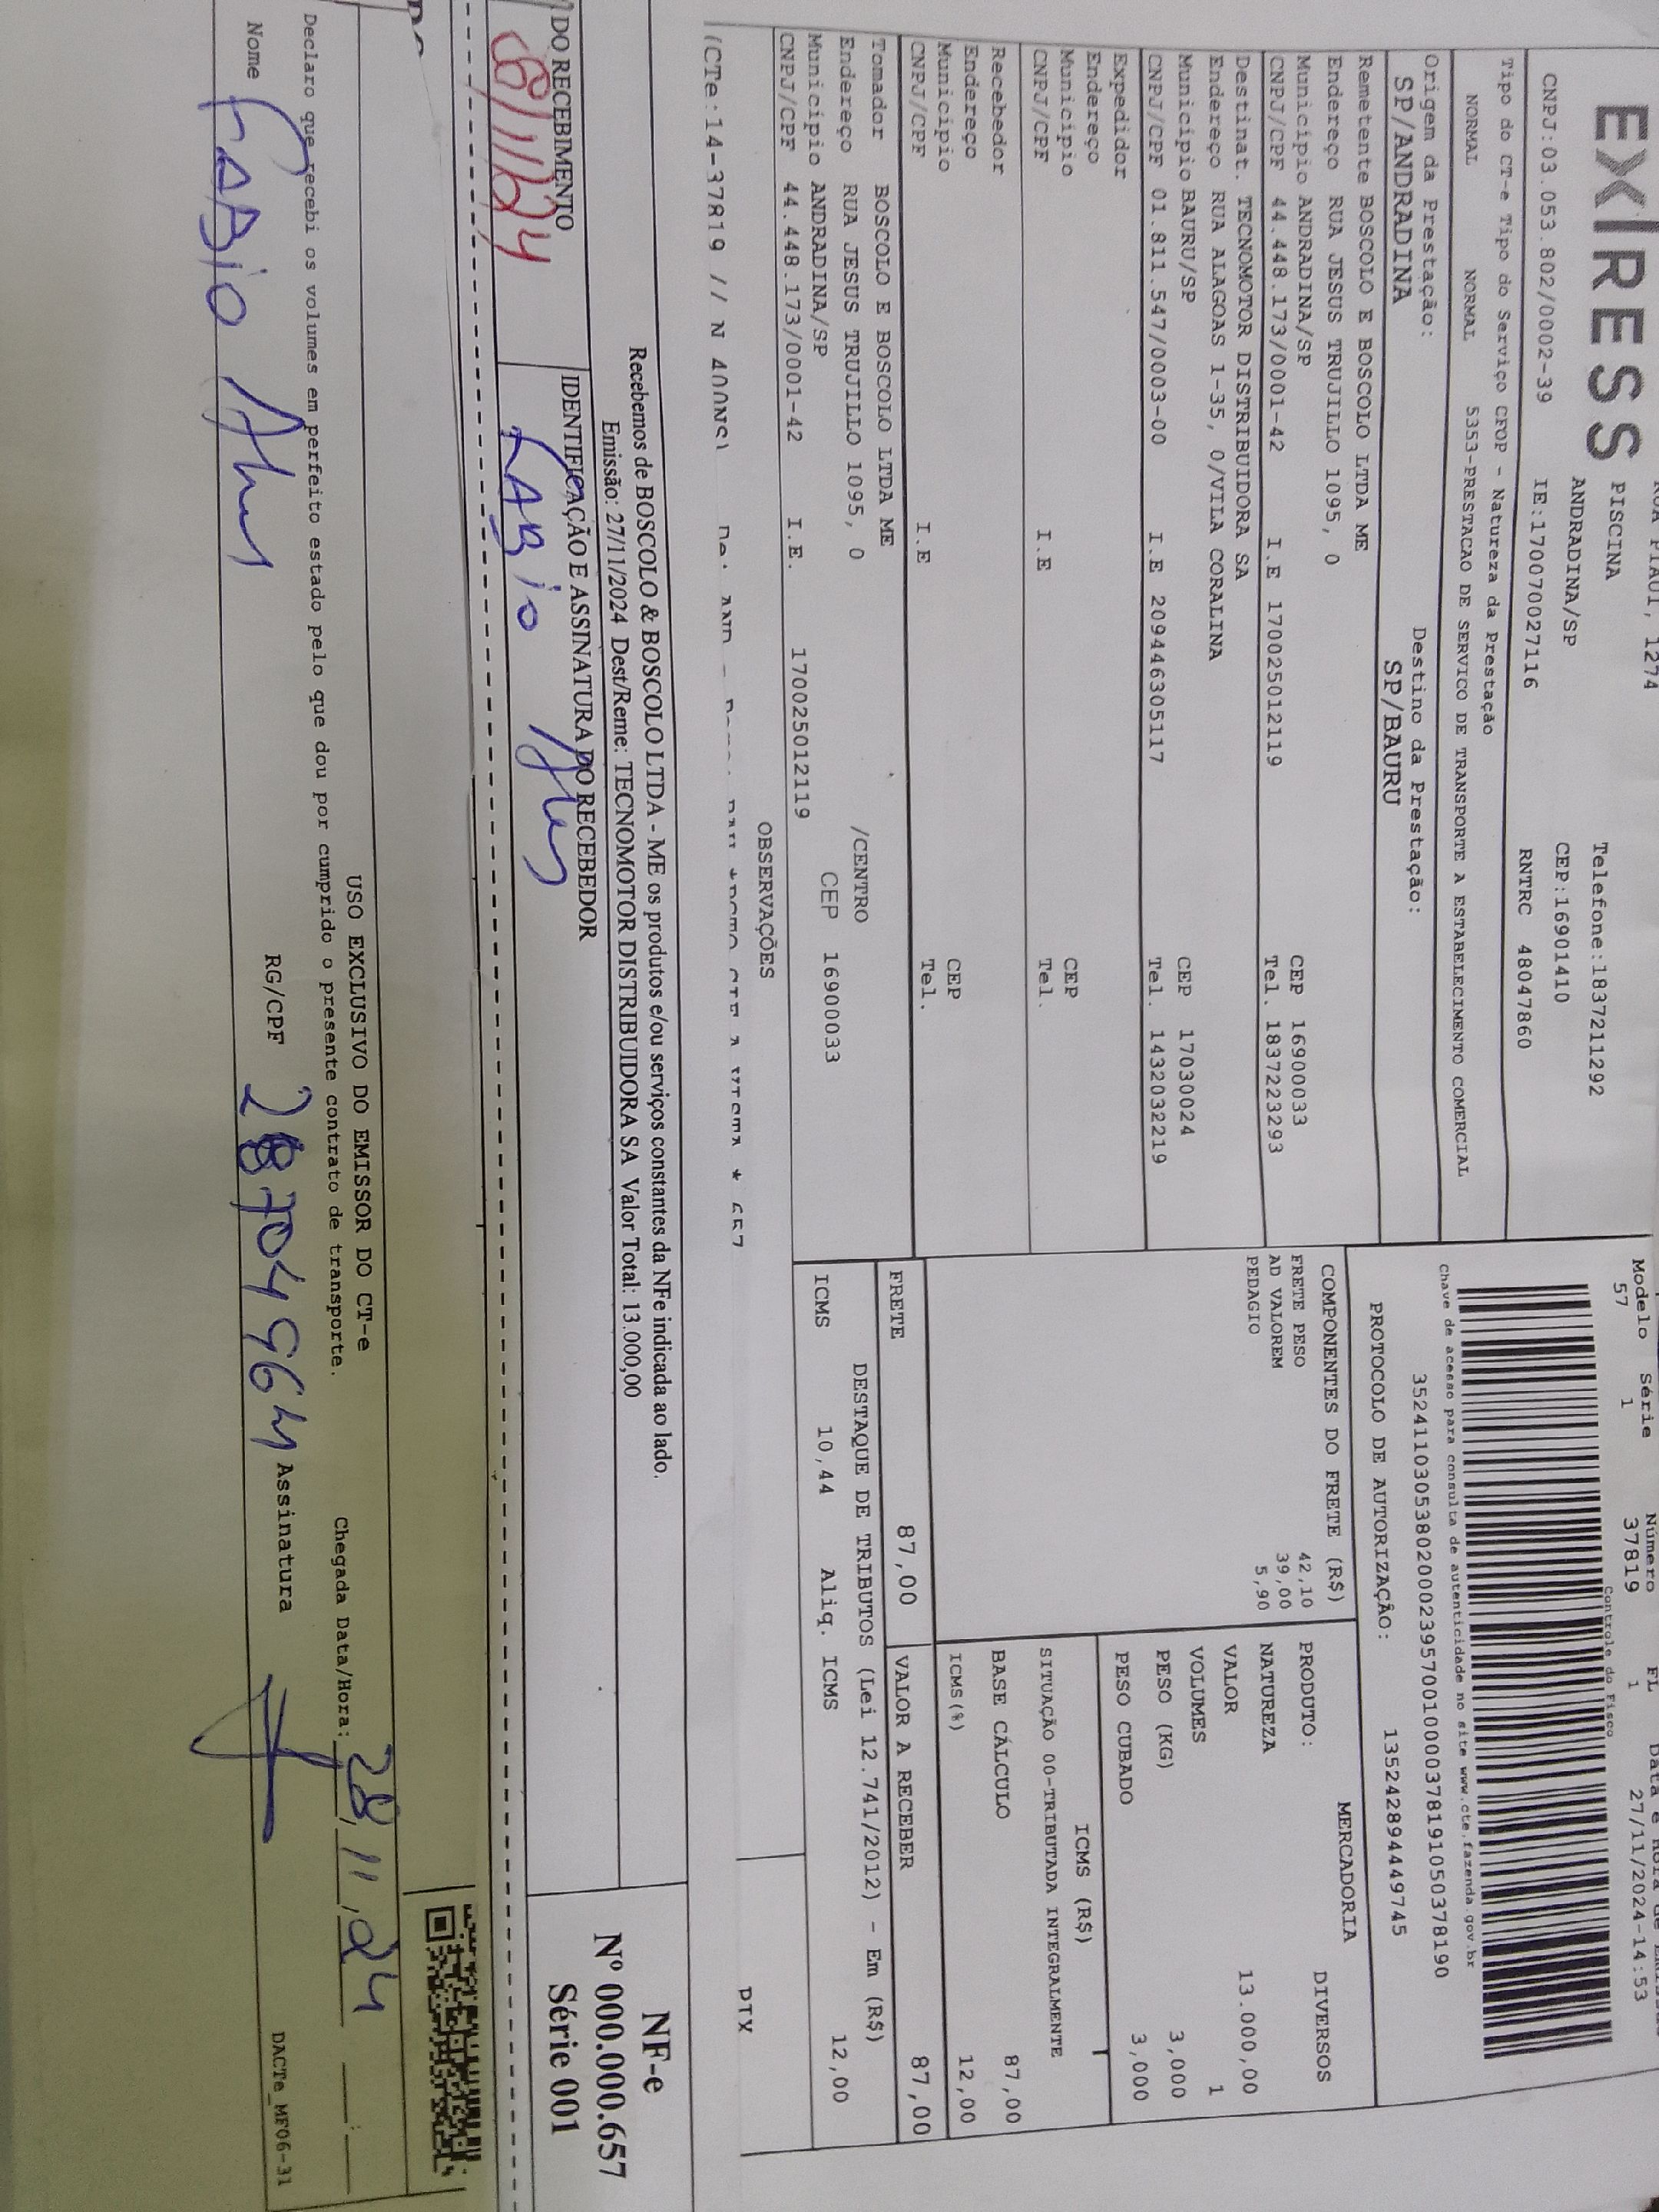 EXPRESS
PISCINA
ANDRADINA/SP
Telefone:1837211292
CEP:16901410
CNPJ:03.053.802/0002-39 IE:170070027116 RNTRC 48047860
Modelo Série Número FL
57 1 37819 1 27/11/2024-14:53
Controle do Fisco
Chave de acesso para consulta de autenticidade no site www.cte.fazenda.gov.br
35241103053802000239570010000378191050378190
PROTOCOLO DE AUTORIZAÇÃO: 135242894449745
Tipo do CT-e Tipo do Serviço CFOP - Natureza da Prestação
NORMAL NORMAL 5353-PRESTACAO DE SERVICO DE TRANSPORTE A ESTABELECIMENTO COMERCIAL
Origem da Prestação: Destino da Prestação:
SP/ANDRADINA SP/BAURU
Remetente BOSCOLO E BOSCOLO LTDA ME
Endereço RUA JESUS TRUJILLO 1095, 0
Município ANDRADINA/SP CEP 16900033
CNPJ/CPF 44.448.173/0001-42 I.E 170025012119 Tel. 1837223293
Destinat. TECNOMOTOR DISTRIBUIDORA SA
Endereço RUA ALAGOAS 1-35, 0/VILA CORALINA
Município BAURU/SP CEP 17030024
CNPJ/CPF 01.811.547/0003-00 I.E 209446305117 Tel. 1432032219
Expedidor
Endereço
Município CEP
CNPJ/CPF I.E Tel.
Recebedor
Endereço
Município CEP
CNPJ/CPF I.E Tel.
Tomador BOSCOLO E BOSCOLO LTDA ME
Endereço RUA JESUS TRUJILLO 1095, 0 /CENTRO
Município ANDRADINA/SP CEP 16900033
CNPJ/CPF 44.448.173/0001-42 I.E. 170025012119
COMPONENTES DO FRETE (R$)
FRETE PESO 42,10
AD VALOREM 39,00
PEDAGIO 5,90
MERCADORIA
PRODUTO: DIVERSOS
NATUREZA
VALOR 13.000,00
VOLUMES 1
PESO (KG) 3,000
PESO CUBADO 3,000
ICMS (R$)
SITUAÇÃO 00-TRIBUTADA INTEGRALMENTE
BASE CÁLCULO 87,00
ICMS(%) 12,00
FRETE 87,00 VALOR A RECEBER 87,00
DESTAQUE DE TRIBUTOS (Lei 12.741/2012) - Em (R$)
ICMS 10,44 Aliq. ICMS 12,00
OBSERVAÇÕES
(CTe:14-37819 // N
Recebemos de BOSCOLO & BOSCOLO LTDA - ME os produtos e/ou serviços constantes da NFe indicada ao lado.
Emissão: 27/11/2024 Dest/Reme: TECNOMOTOR DISTRIBUIDORA SA Valor Total: 13.000,00
DO RECEBIMENTO IDENTIFICAÇÃO E ASSINATURA DO RECEBEDOR
8/11/24 FABIO
NF-e
Nº 000.000.657
Série 001
USO EXCLUSIVO DO EMISSOR DO CT-e
Declaro que recebi os volumes em perfeito estado pelo que dou por cumprido o presente contrato de transporte.
Chegada Data/Hora: 28/11/24
Nome FABIO RG/CPF Assinatura
DACTe_MF06-31